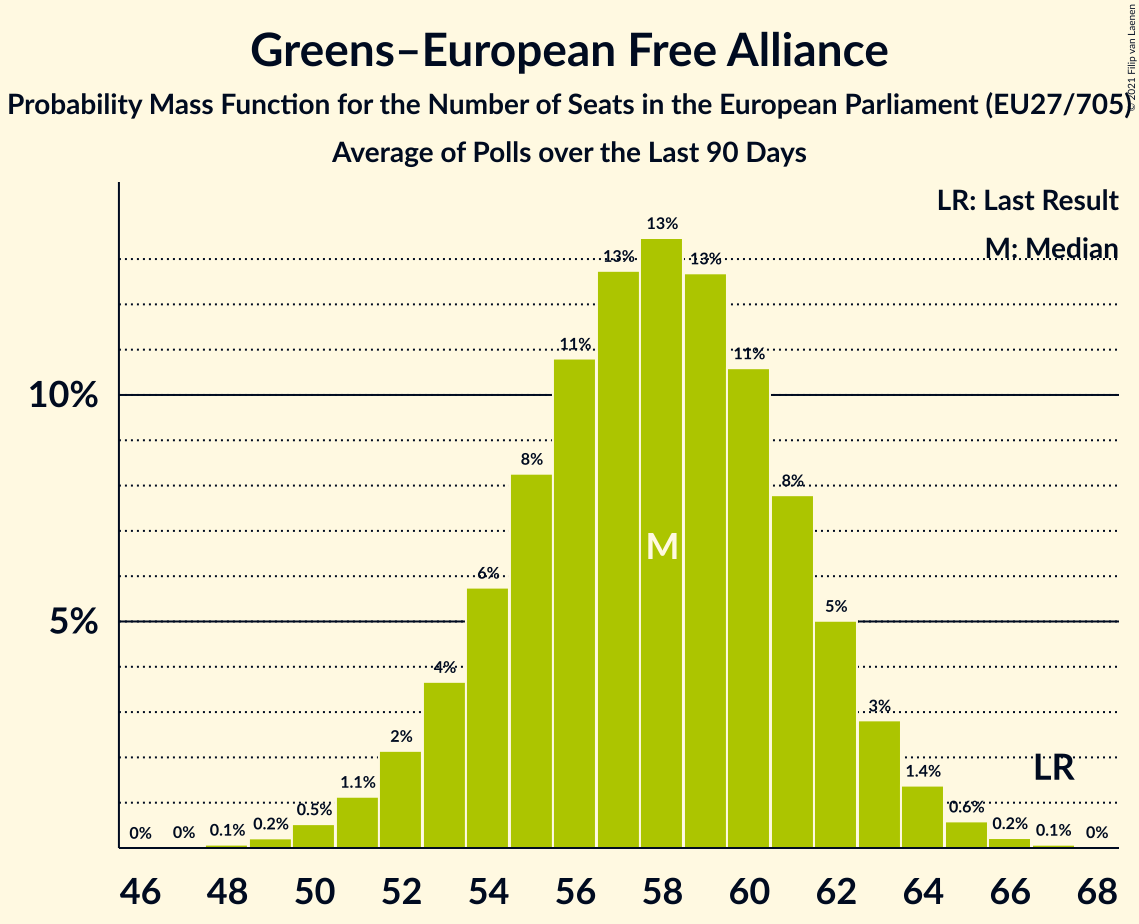 Greens–European Free Alliance
Probability Mass Function for the Number of Seats in the European Parliament (EU27/705)
Average of Polls over the Last 90 Days
© 2021 Filip van Laenen
LR: Last Result
M: Median
10%
5%
0%
0%
0.1%
0.2%
0.5%
1.1%
2%
4%
6%
8%
11%
13%
13%
13%
11%
8%
5%
3%
1.4%
0.6%
0.2%
0.1%
0%
M
LR
46 48 50 52 54 56 58 60 62 64 66 68